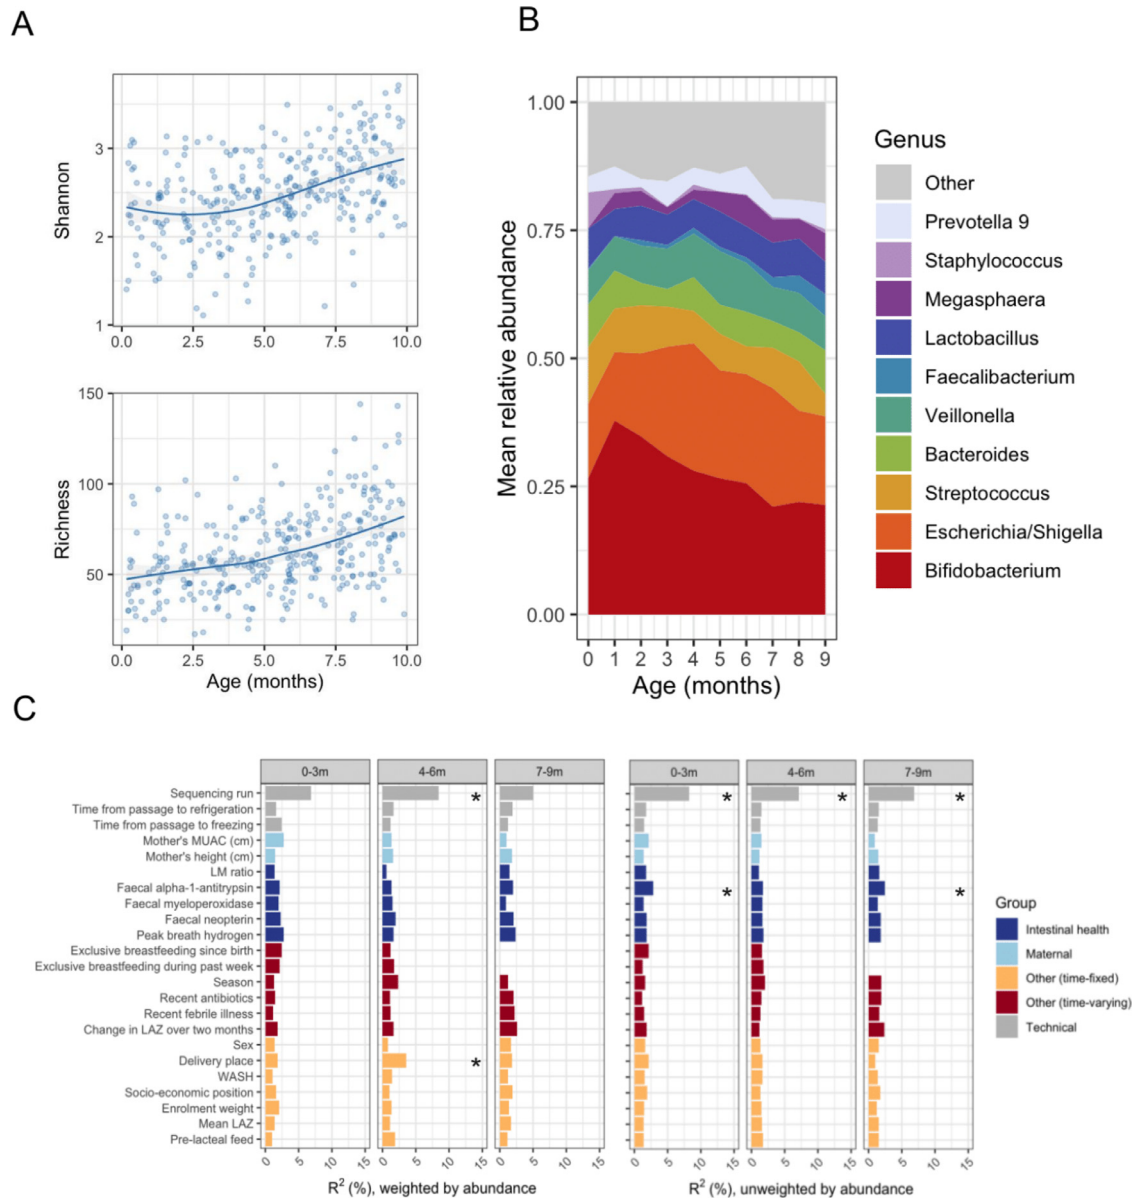 A
Shannon
3
2
1
0.0 2.5 5.0 7.5 10.0
Richness
150
100
50
0.0 2.5 5.0 7.5 10.0
Age (months)
B
Mean relative abundance
1.00
0.75
0.50
0.25
0.00
0 1 2 3 4 5 6 7 8 9
Age (months)
Genus
Other
Prevotella 9
Staphylococcus
Megasphaera
Lactobacillus
Faecalibacterium
Veillonella
Bacteroides
Streptococcus
Escherichia/Shigella
Bifidobacterium
C
0-3m 4-6m 7-9m 0-3m 4-6m 7-9m
Sequencing run * * * *
Time from passage to refrigeration
Time from passage to freezing
Mother's MUAC (cm)
Mother's height (cm)
LM ratio
Faecal alpha-1-antitrypsin * *
Faecal myeloperoxidase
Faecal neopterin
Peak breath hydrogen
Exclusive breastfeeding since birth
Exclusive breastfeeding during past week
Season
Recent antibiotics
Recent febrile illness
Change in LAZ over two months
Sex
Delivery place *
WASH
Socio-economic position
Enrolment weight
Mean LAZ
Pre-lacteal feed
0 5 10 15 0 5 10 15 0 5 10 15 0 5 10 15 0 5 10 15 0 5 10 15
R² (%), weighted by abundance
R² (%), unweighted by abundance
Group
Intestinal health
Maternal
Other (time-fixed)
Other (time-varying)
Technical